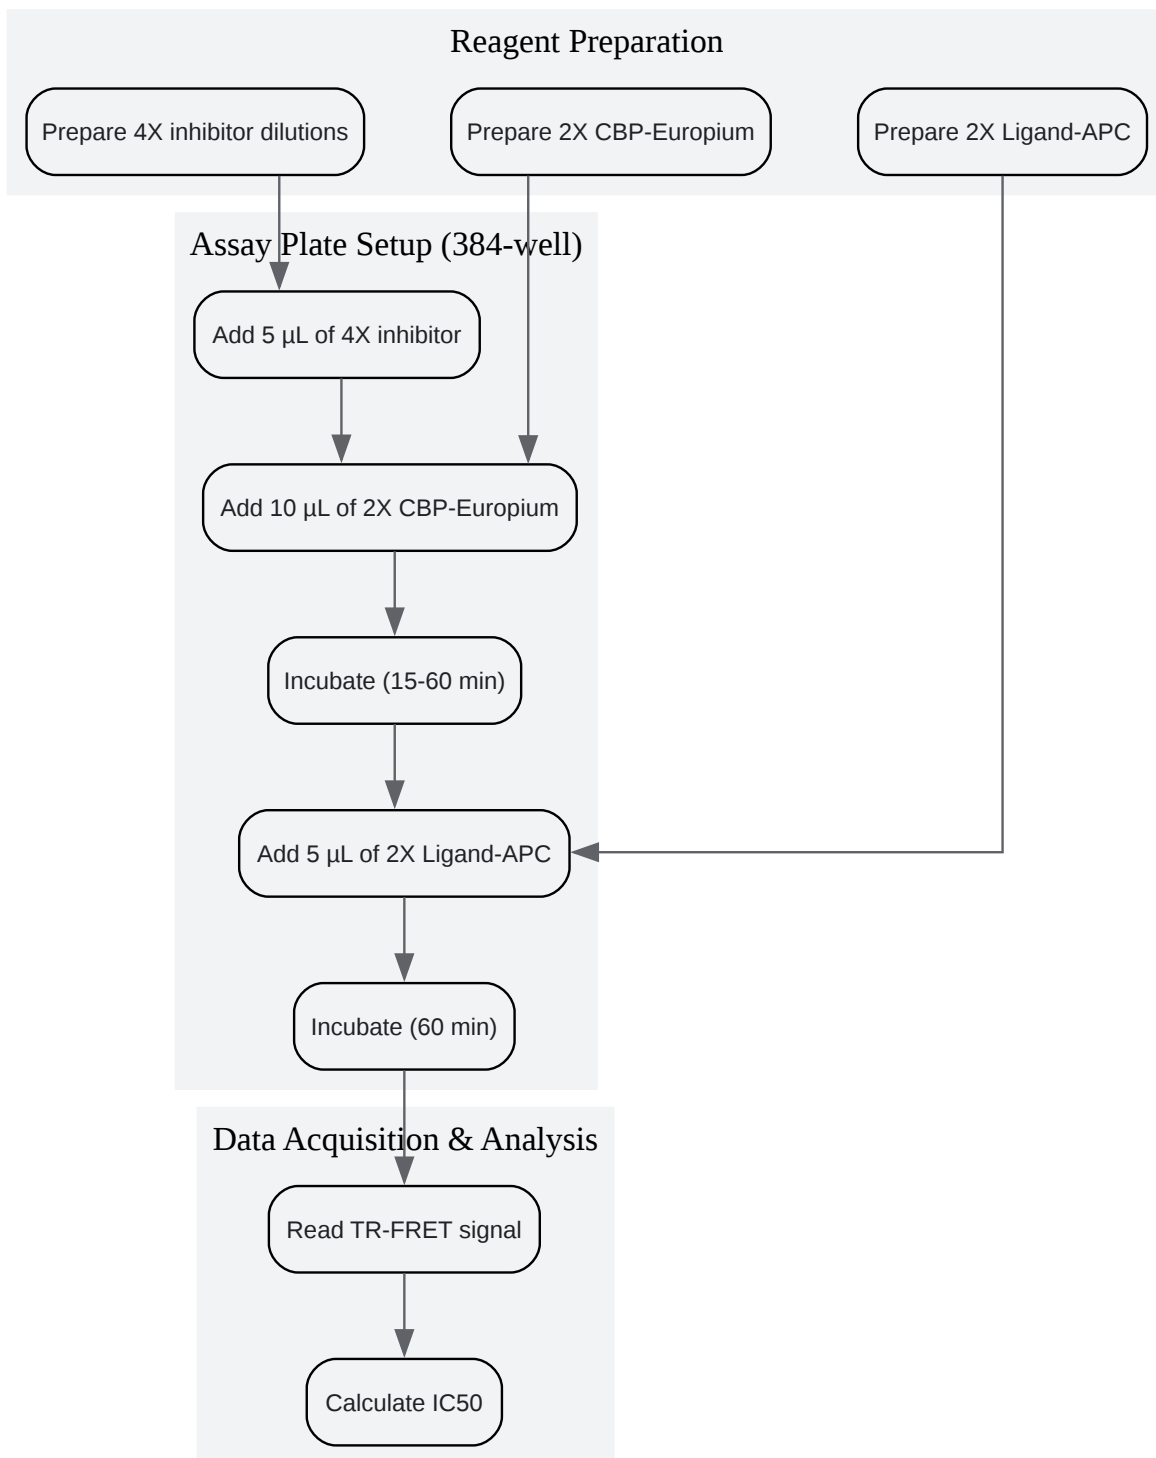 Reagent Preparation
Prepare 4X inhibitor dilutions
Prepare 2X CBP-Europium
Prepare 2X Ligand-APC
Assay Plate Setup (384-well)
Add 5 µL of 4X inhibitor
Add 10 µL of 2X CBP-Europium
Incubate (15-60 min)
Add 5 µL of 2X Ligand-APC
Incubate (60 min)
Data Acquisition & Analysis
Read TR-FRET signal
Calculate IC50